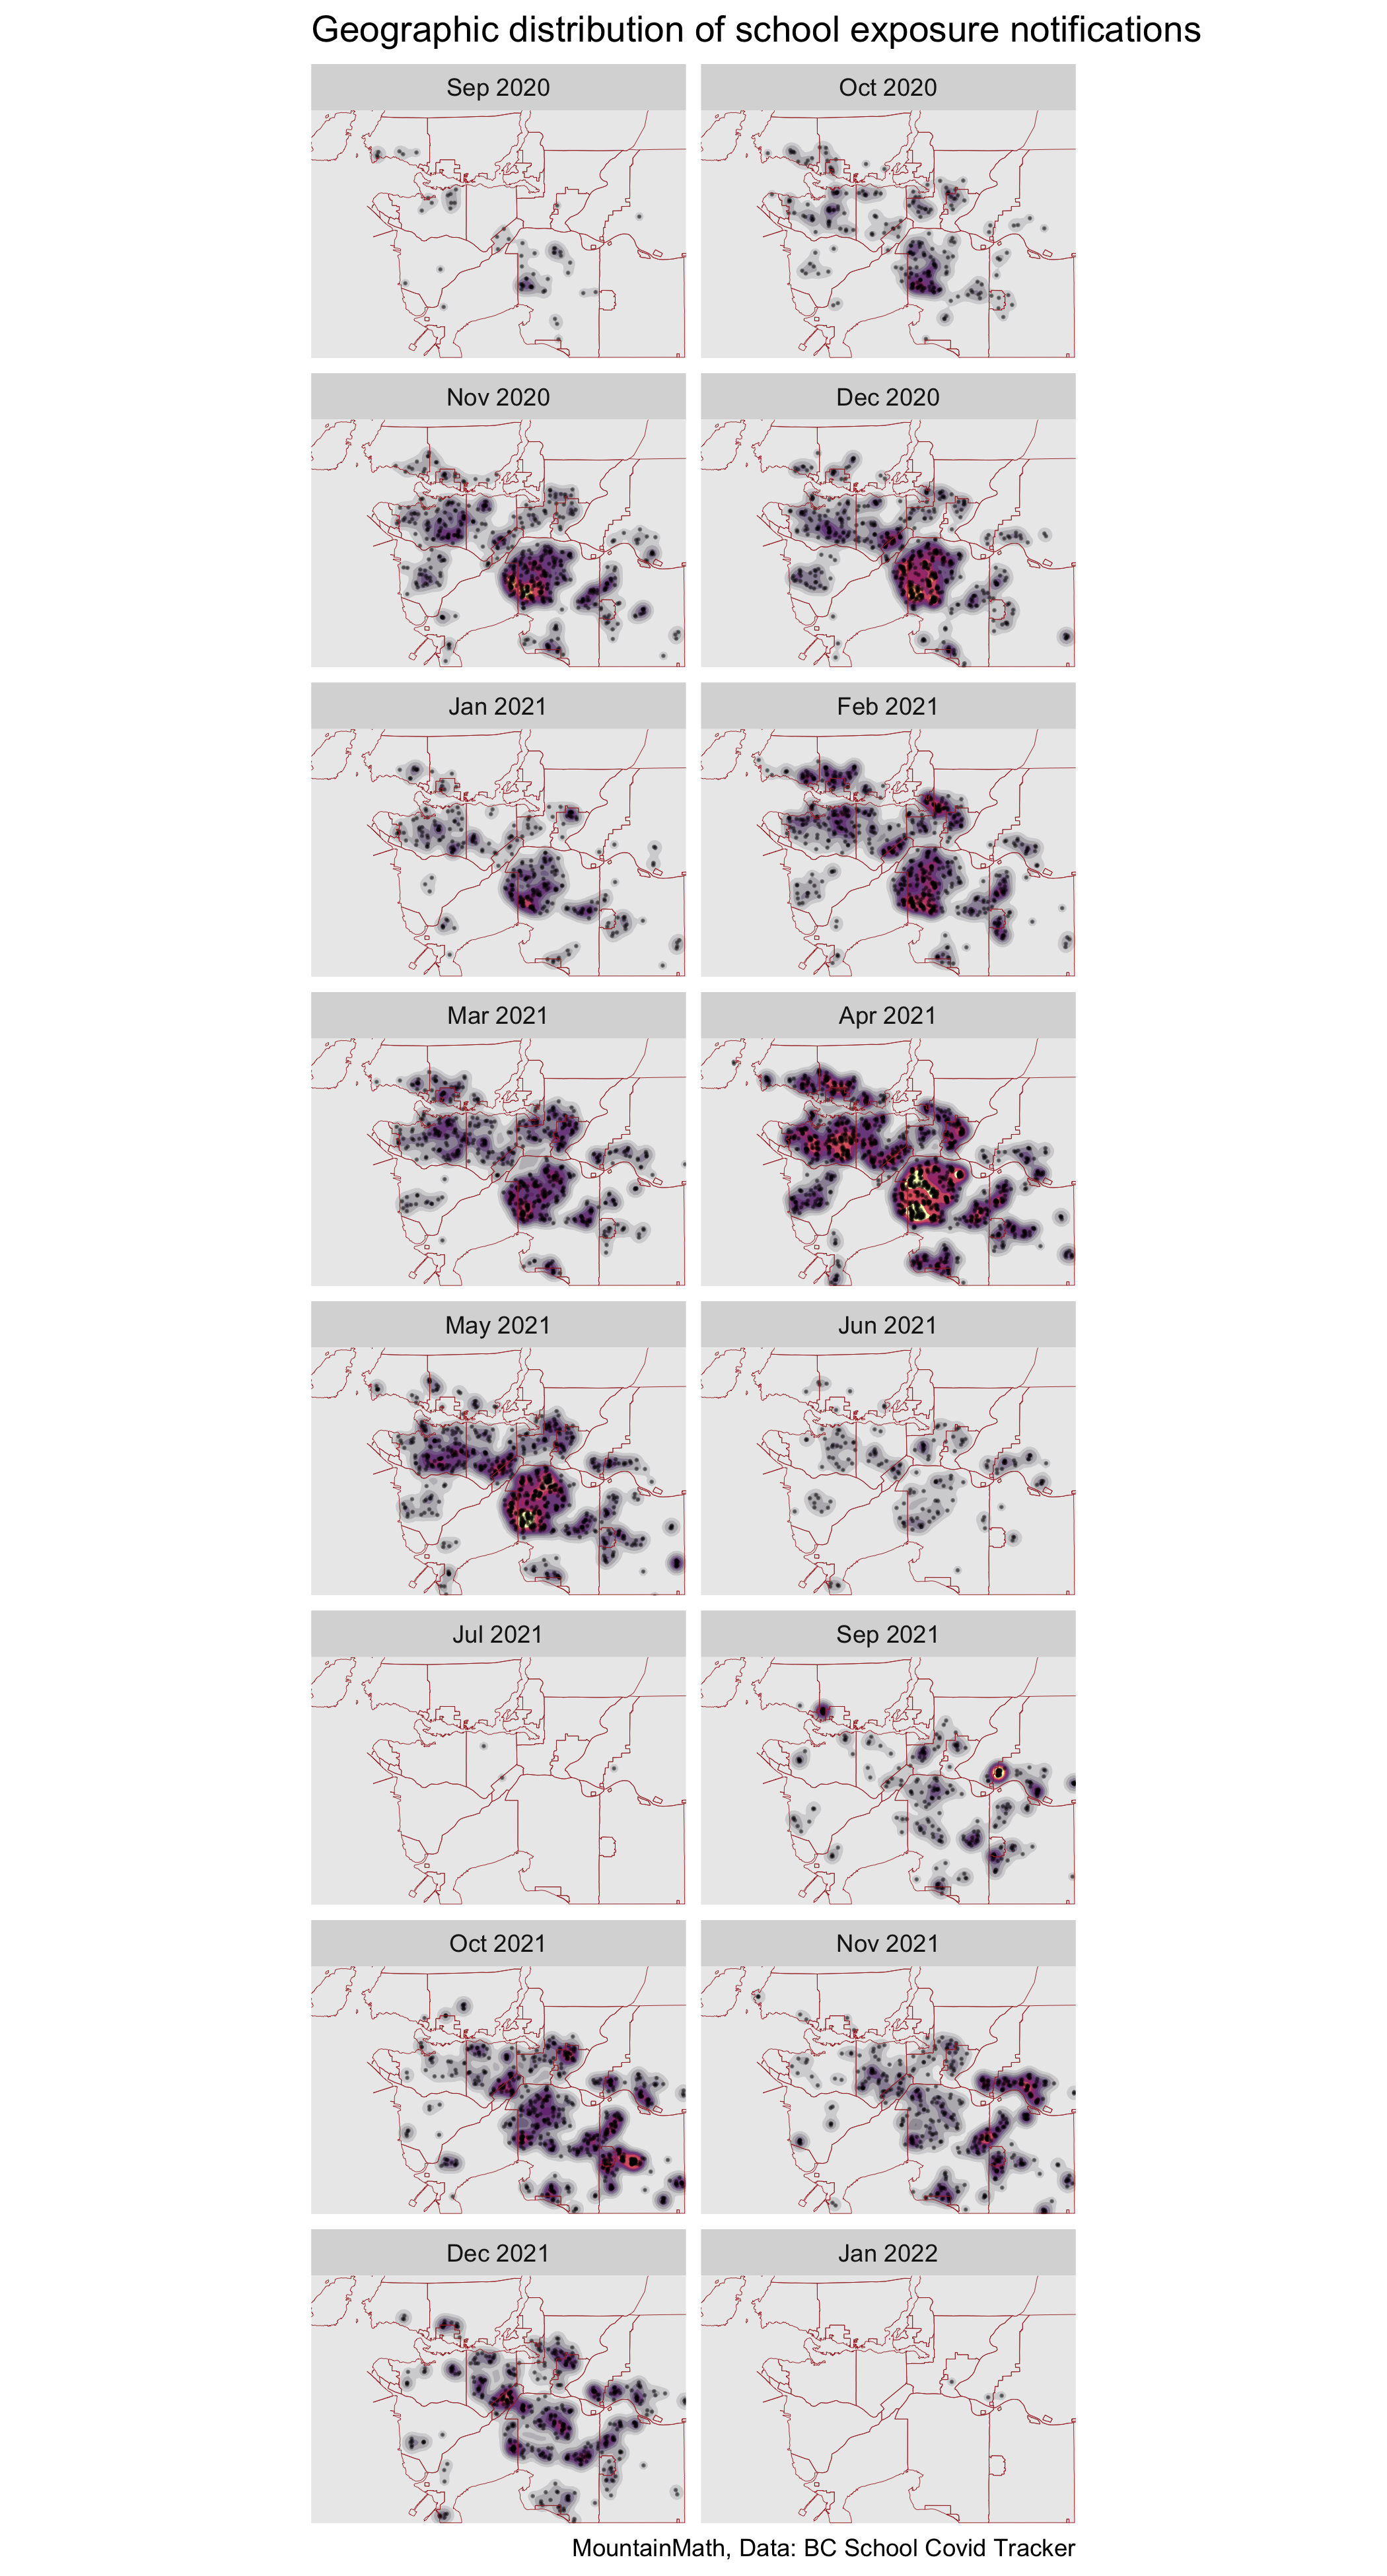 Geographic distribution of school exposure notifications
Sep 2020
Oct 2020
Nov 2020
Dec 2020
Jan 2021
Feb 2021
Mar 2021
Apr 2021
May 2021
Jun 2021
Jul 2021
Sep 2021
Oct 2021
Nov 2021
Dec 2021
Jan 2022
MountainMath, Data: BC School Covid Tracker